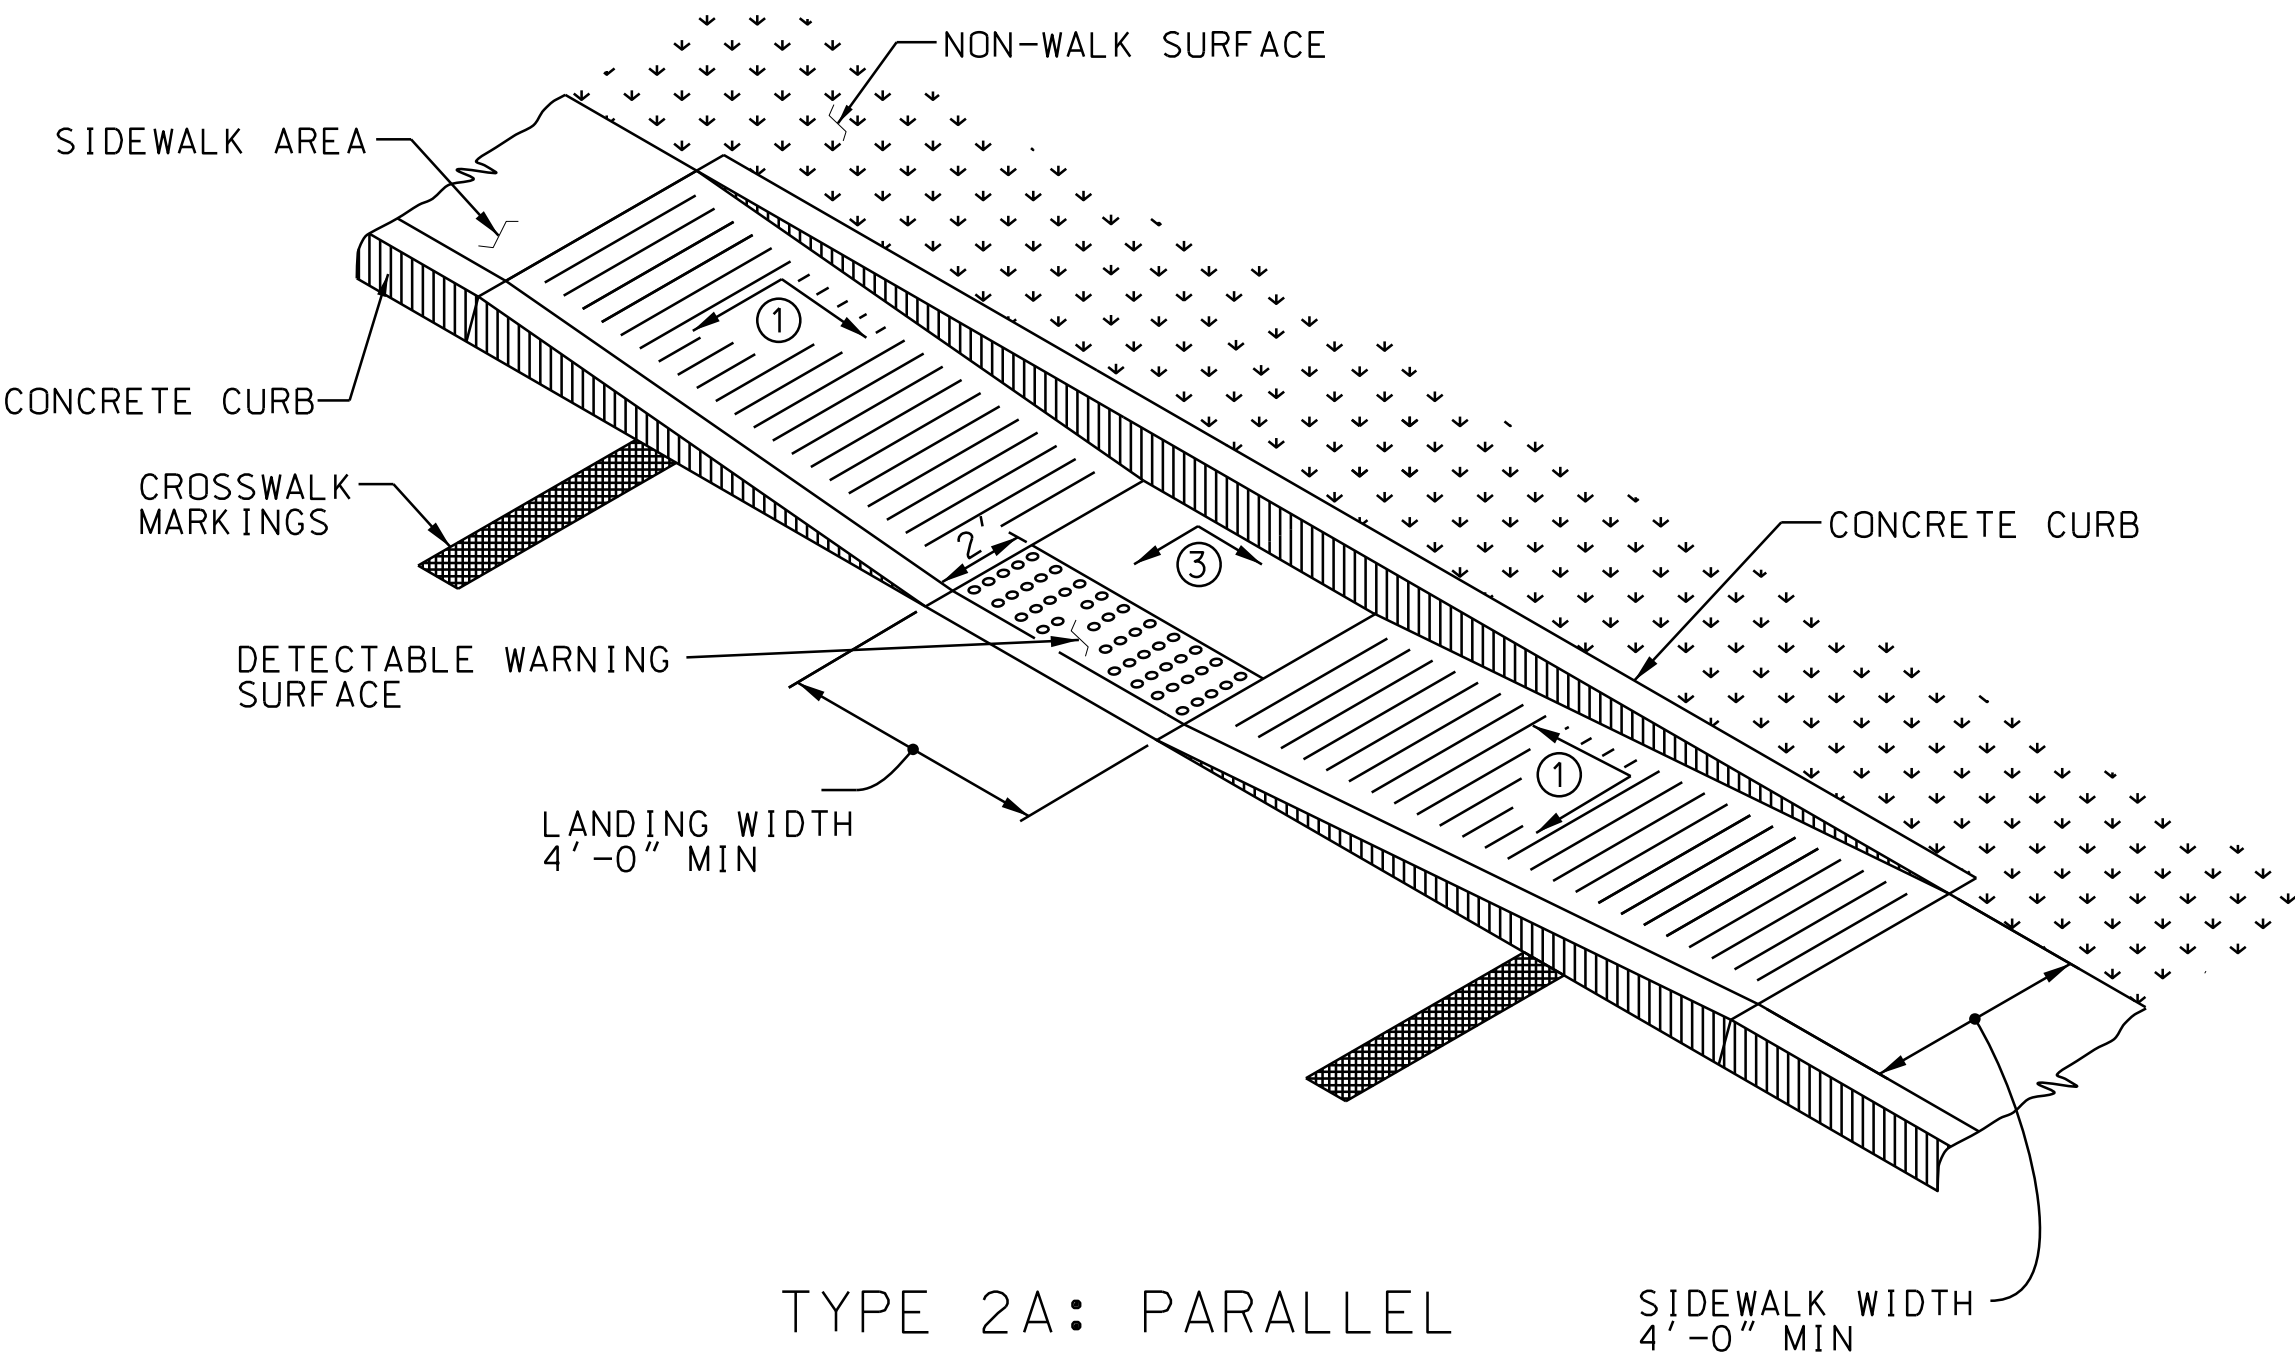 NON-WALK SURFACE
SIDEWALK AREA
1
CONCRETE CURB
CROSSWALK
MARKINGS
2'
3
CONCRETE CURB
DETECTABLE WARNING
SURFACE
1
LANDING WIDTH
4'-0" MIN
TYPE 2A: PARALLEL
SIDEWALK WIDTH
4'-0" MIN